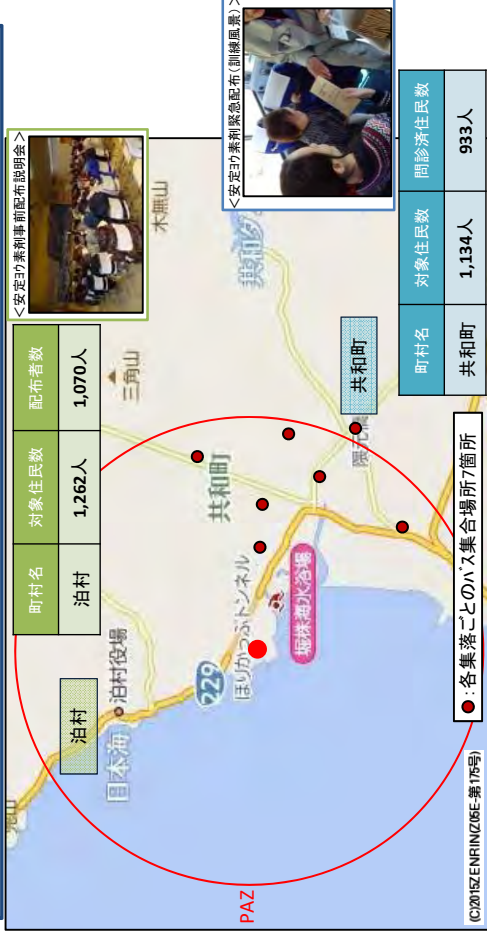 <安定ヨウ素剤事前配布説明会>
<安定ヨウ素剤緊急配布(訓練風景)>
町村名 対象住民数 配布者数
泊村 1,262人 1,070人
町村名 対象住民数 問診済住民数
共和町 1,134人 933人
泊村
共和町
泊村役場
日本海
229
ほりかっぷトンネル
堀株海水浴場
共和町
三角山
木無山
PAZ
●:各集落ごとのバス集合場所7箇所
(C)2015ZENRIN(Z05E-第175号)